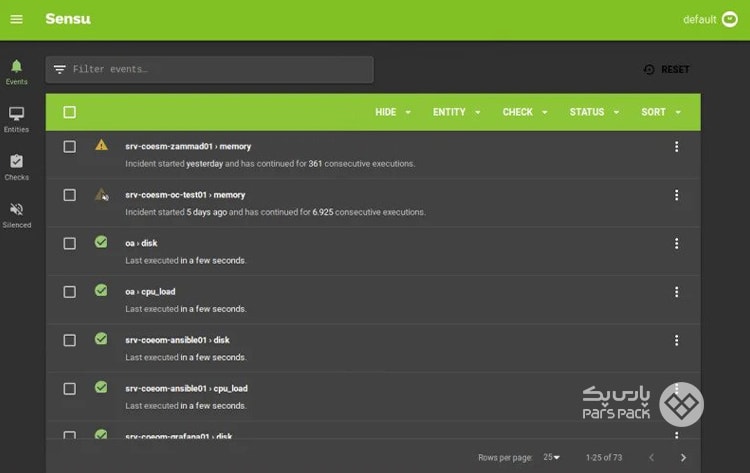 Sensu
default
Events
Entities
Checks
Silenced
Filter events…
RESET
HIDE ENTITY CHECK STATUS SORT
srv-coesm-zammad01 › memory
Incident started yesterday and has continued for 361 consecutive executions.
srv-coesm-oc-test01 › memory
Incident started 5 days ago and has continued for 6.925 consecutive executions.
oa › disk
Last executed in a few seconds.
oa › cpu_load
Last executed in a few seconds.
srv-coeom-ansible01 › disk
Last executed in a few seconds.
srv-coeom-ansible01 › cpu_load
Last executed in a few seconds.
srv-coeom-grafana01 › disk
پارس‌پک
PARS PACK
Rows per page: 25 1-25 of 73